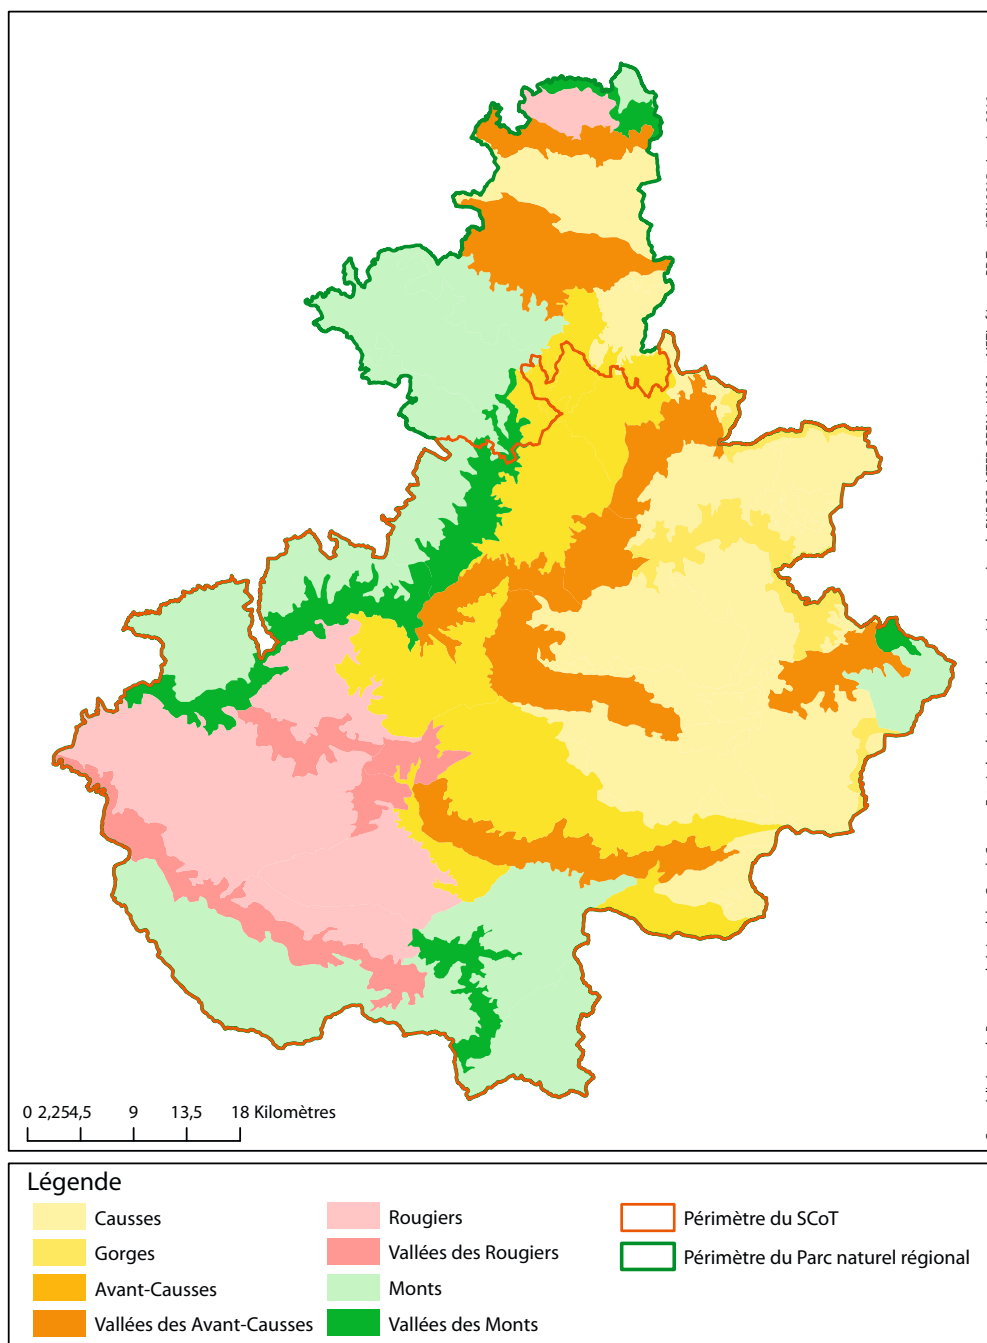 0 2,254,5 9 13,5 18 Kilomètres
Légende
Causses
Gorges
Avant-Causses
Vallées des Avant-Causses
Rougiers
Vallées des Rougiers
Monts
Vallées des Monts
Périmètre du SCoT
Périmètre du Parc naturel régional